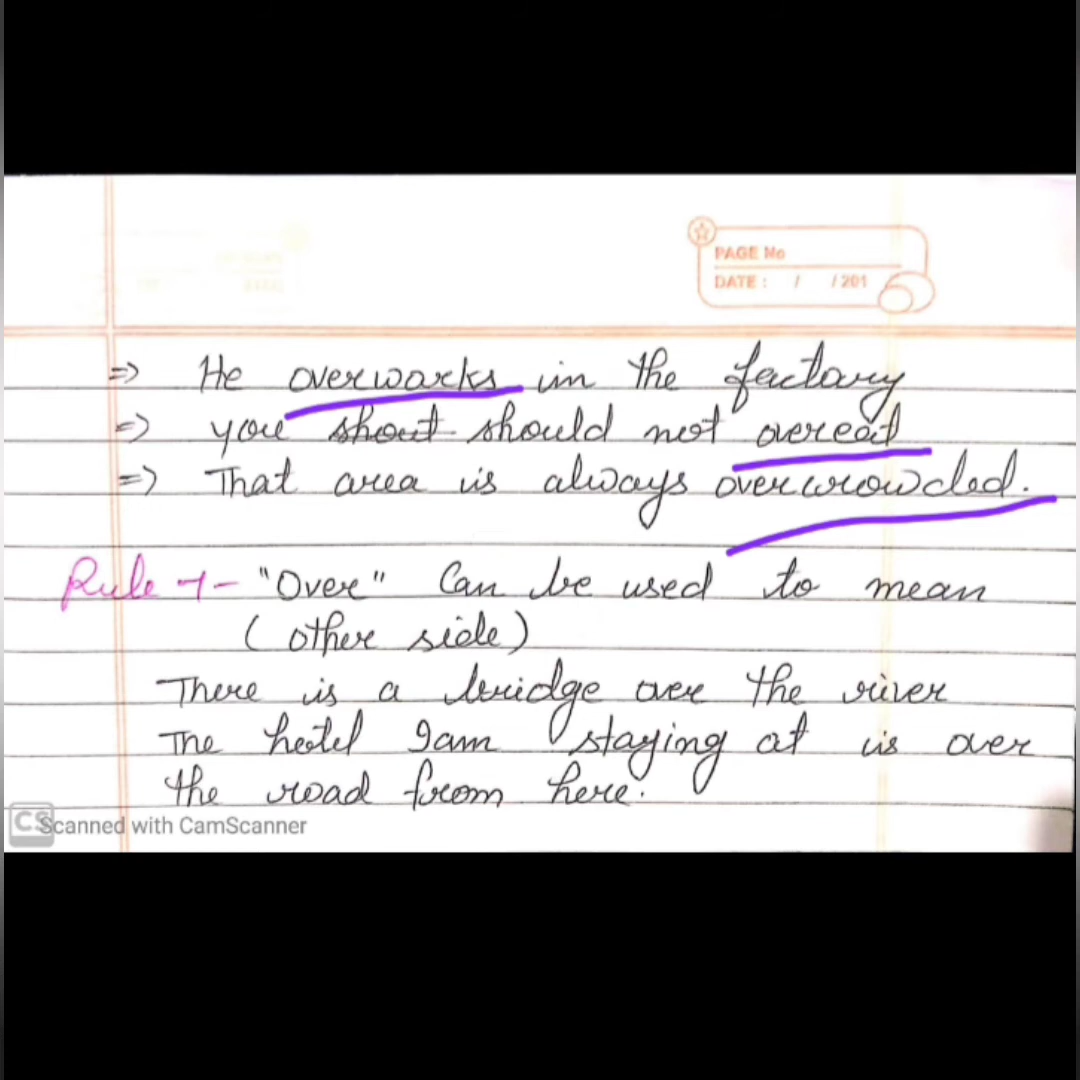 PAGE No
DATE : / / 201
=> He overworks in the factory
=> you shout should not overeat
=> That area is always overcrowded.
Rule 7- "Over" Can be used to mean
( other side )
There is a bridge over the river
The hotel I am staying at is over
the road from here.
CS Scanned with CamScanner